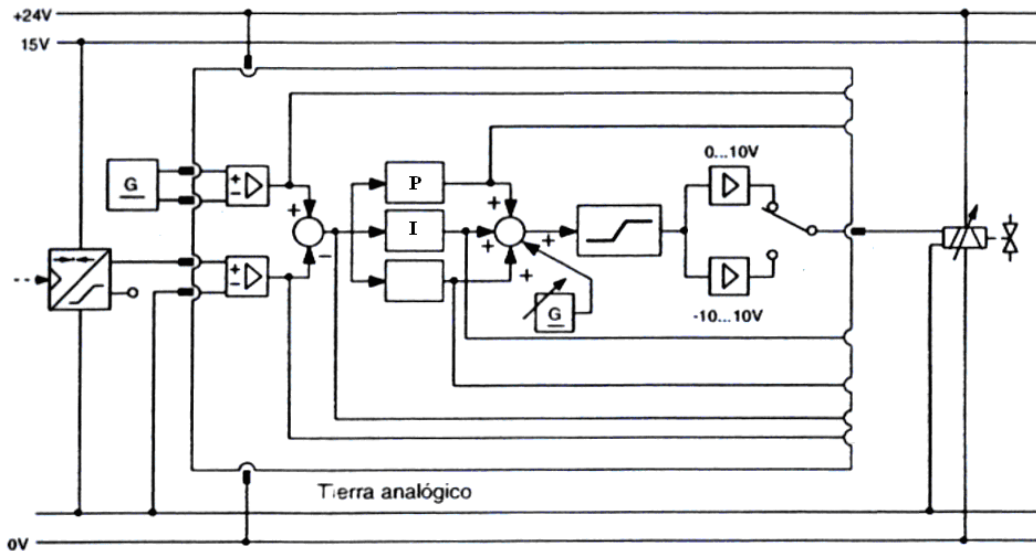 +24V
15V
0...10V
G
+
−
P
+
+
I
+
+
−
+
−
+
G
-10...10V
Tierra analógico
0V